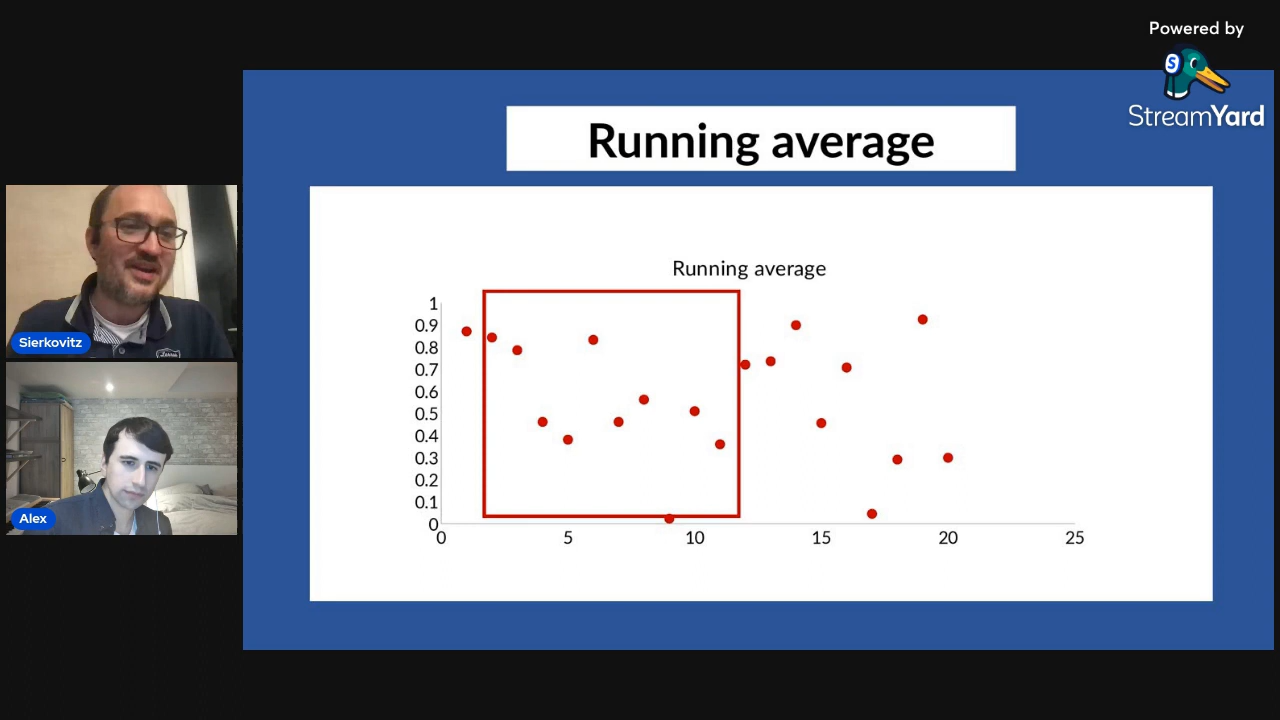 Powered by
StreamYard
Running average
Running average
1
0.9
0.8
0.7
0.6
0.5
0.4
0.3
0.2
0.1
0
0 5 10 15 20 25
Sierkovitz
Alex
S